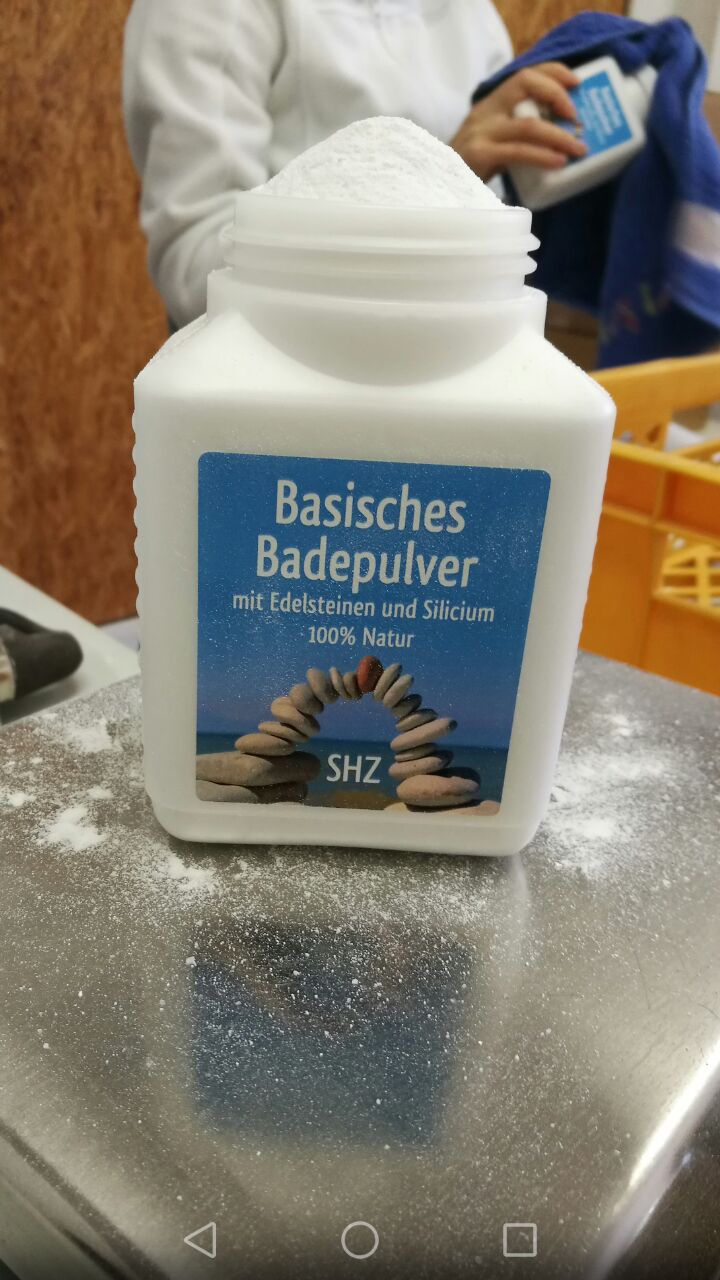 Basisches
Badepulver
mit Edelsteinen und Silicium
100% Natur
SHZ